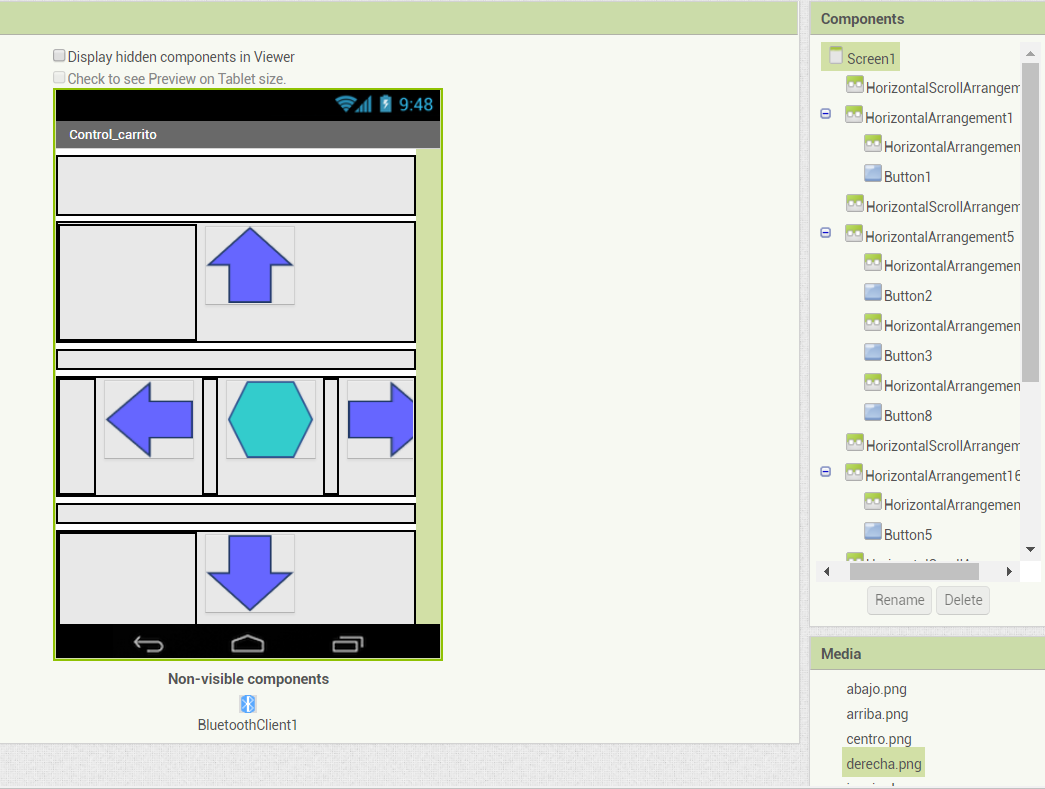 Components
Display hidden components in Viewer
Check to see Preview on Tablet size.
9:48
Control_carrito
Non-visible components
BluetoothClient1
Screen1
HorizontalScrollArrangem
HorizontalArrangement1
HorizontalArrangemen
Button1
HorizontalScrollArrangem
HorizontalArrangement5
HorizontalArrangemen
Button2
HorizontalArrangemen
Button3
HorizontalArrangemen
Button8
HorizontalScrollArrangem
HorizontalArrangement16
HorizontalArrangemen
Button5
Rename Delete
Media
abajo.png
arriba.png
centro.png
derecha.png